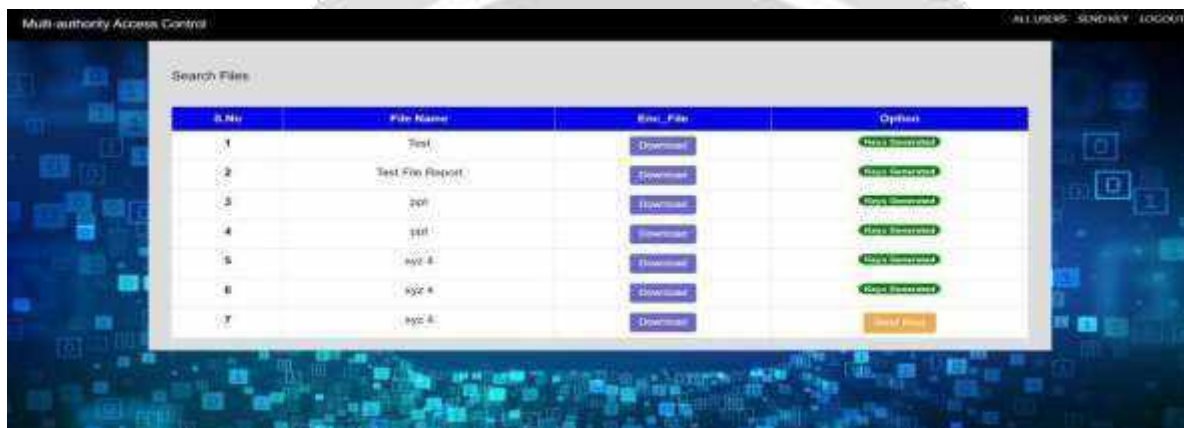 Multi-authority Access Control
ALL USERS SEND KEY LOGOUT
Search Files
S.No File Name Enc_File Option
1 Test Download Keys Generated
2 Test File Report Download Keys Generated
3 ppt Download Keys Generated
4 ppt Download Keys Generated
5 xyz 4 Download Keys Generated
6 xyz 4 Download Keys Generated
7 xyz 4 Download